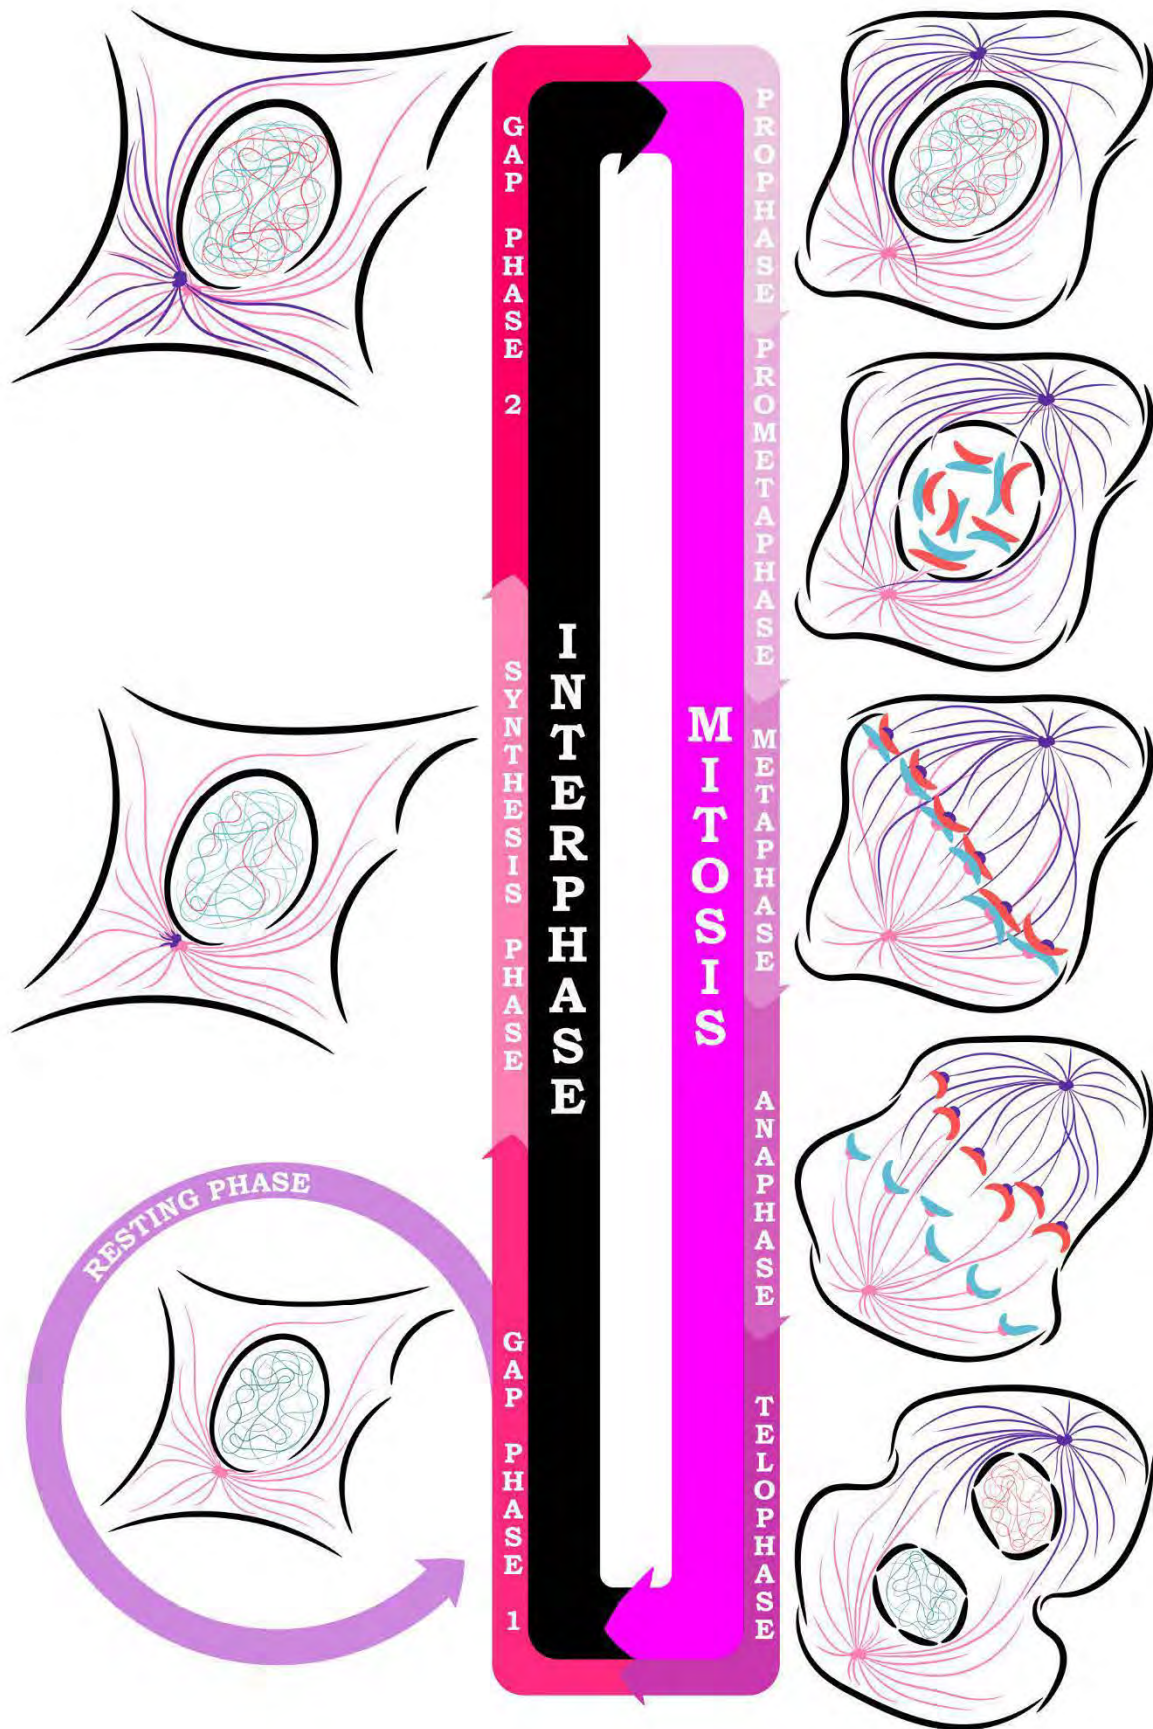 GAP PHASE 2
SYNTHESIS PHASE
GAP PHASE 1
RESTING PHASE
INTERPHASE
MITOSIS
PROPHASE
PROMETAPHASE
METAPHASE
ANAPHASE
TELOPHASE